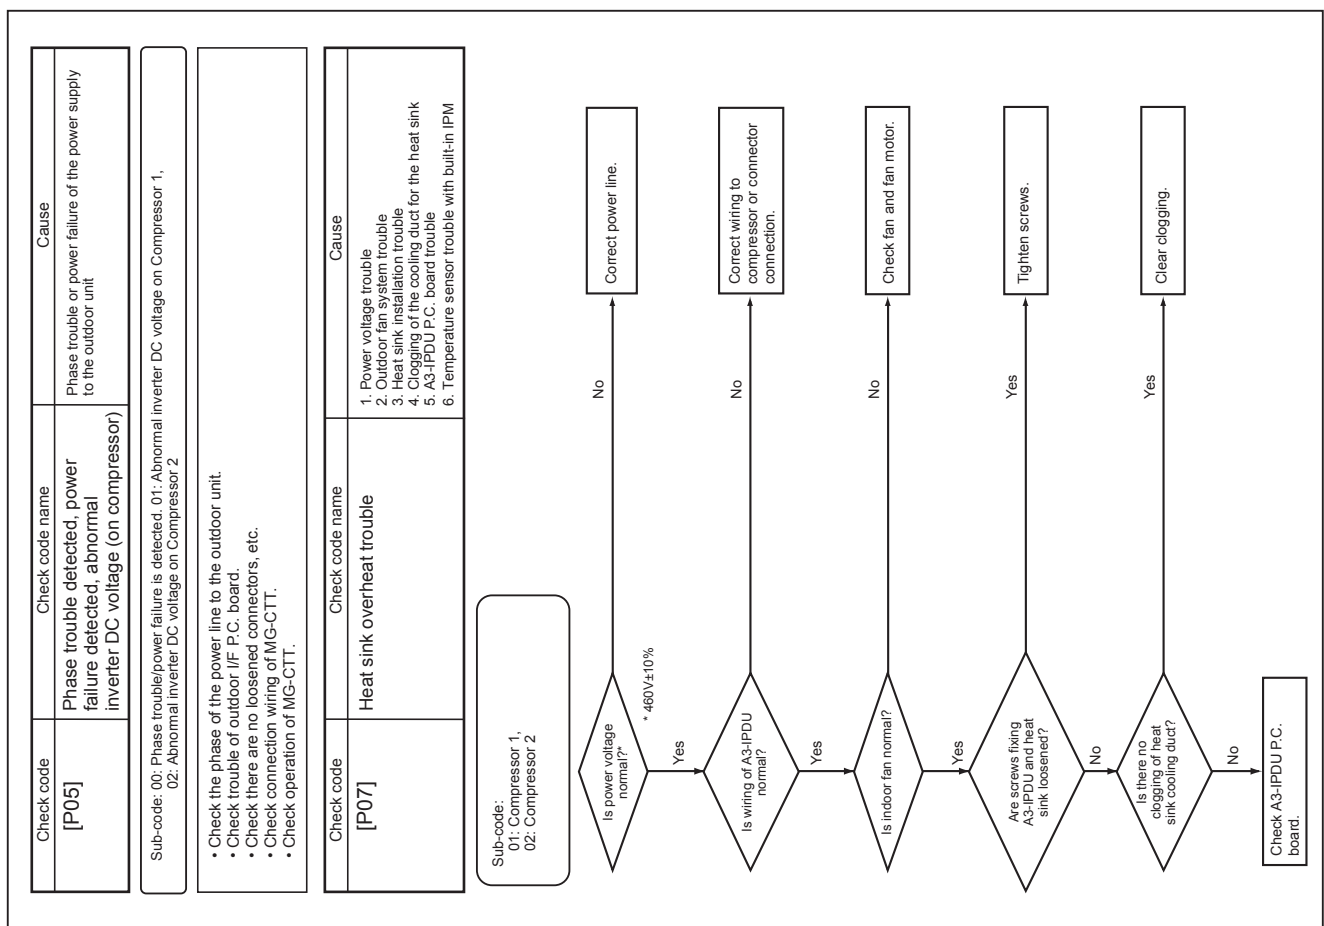 Check code
Check code name
Cause
[P05]
Phase trouble detected, power
failure detected, abnormal
inverter DC voltage (on compressor)
Phase trouble or power failure of the power supply
to the outdoor unit
Sub-code: 00: Phase trouble/power failure is detected. 01: Abnormal inverter DC voltage on Compressor 1,
02: Abnormal inverter DC voltage on Compressor 2
• Check the phase of the power line to the outdoor unit.
• Check trouble of outdoor I/F P.C. board.
• Check there are no loosened connectors, etc.
• Check connection wiring of MG-CTT.
• Check operation of MG-CTT.
Check code
Check code name
Cause
[P07]
Heat sink overheat trouble
1. Power voltage trouble
2. Outdoor fan system trouble
3. Heat sink installation trouble
4. Clogging of the cooling duct for the heat sink
5. A3-IPDU P.C. board trouble
6. Temperature sensor trouble with built-in IPM
Sub-code:
01: Compressor 1,
02: Compressor 2
Is power voltage
normal?*
No
Correct power line.
* 460V±10%
Yes
Is wiring of A3-IPDU
normal?
No
Correct wiring to
compressor or connector
connection.
Yes
Is indoor fan normal?
No
Check fan and fan motor.
Yes
Are screws fixing
A3-IPDU and heat
sink loosened?
Yes
Tighten screws.
No
Is there no
clogging of heat
sink cooling duct?
Yes
Clear clogging.
No
Check A3-IPDU P.C.
board.